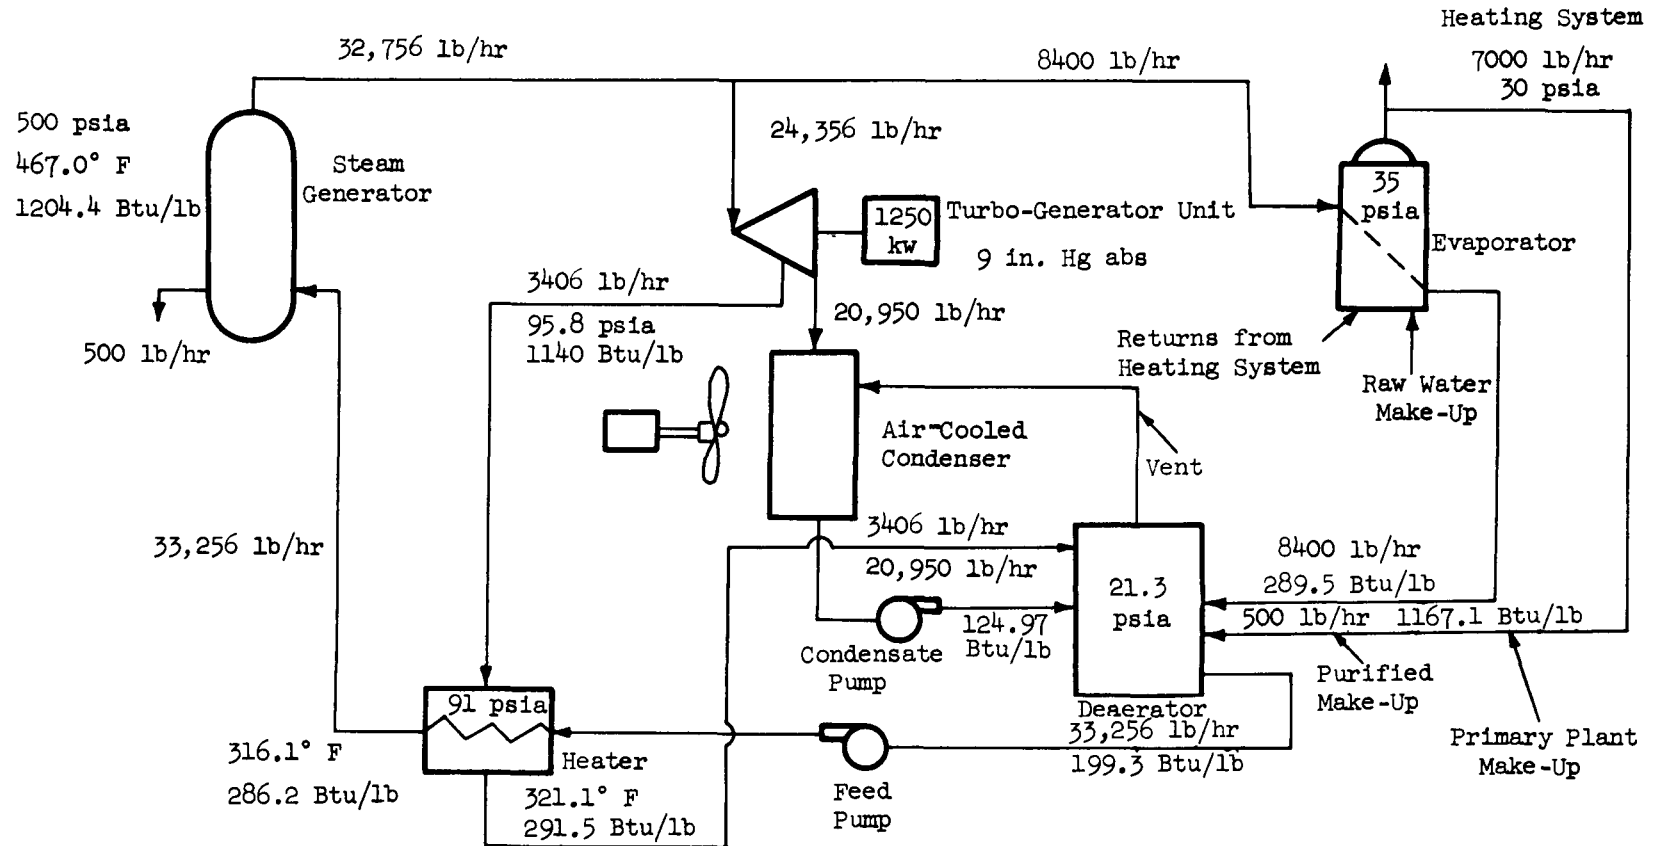 Heating System
7000 lb/hr
30 psia
32,756 lb/hr
8400 lb/hr
500 psia
467.0° F
1204.4 Btu/lb
Steam
Generator
24,356 lb/hr
1250
kw
Turbo-Generator Unit
9 in. Hg abs
35
psia
Evaporator
3406 lb/hr
95.8 psia
1140 Btu/lb
20,950 lb/hr
500 lb/hr
Returns from
Heating System
Raw Water
Make-Up
Air-Cooled
Condenser
Vent
33,256 lb/hr
3406 lb/hr
20,950 lb/hr
124.97
Btu/lb
Condensate
Pump
21.3
psia
Deaerator
8400 lb/hr
289.5 Btu/lb
500 lb/hr 1167.1 Btu/lb
Purified
Make-Up
Primary Plant
Make-Up
33,256 lb/hr
199.3 Btu/lb
91 psia
Heater
316.1° F
286.2 Btu/lb
321.1° F
291.5 Btu/lb
Feed
Pump